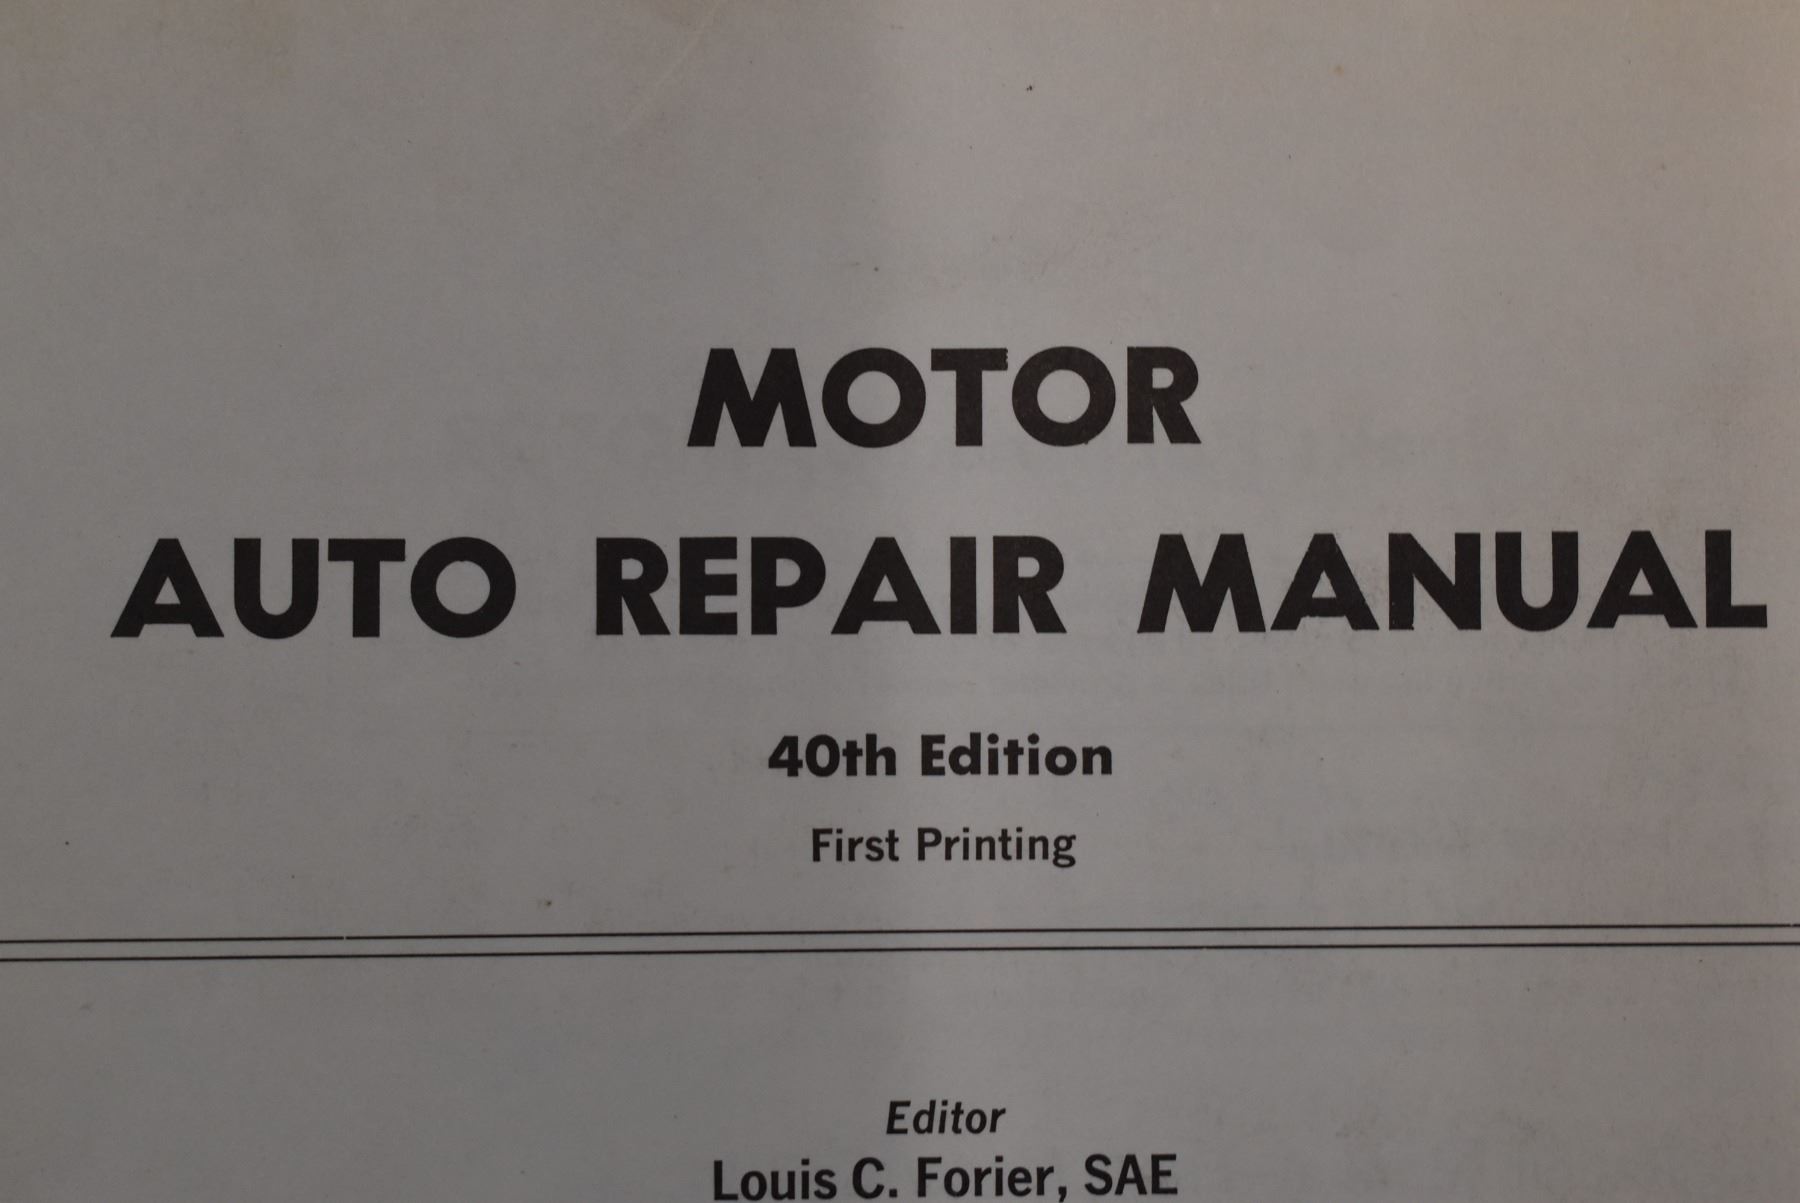 MOTOR
AUTO REPAIR MANUAL
40th Edition
First Printing
Editor
Louis C. Forier, SAE